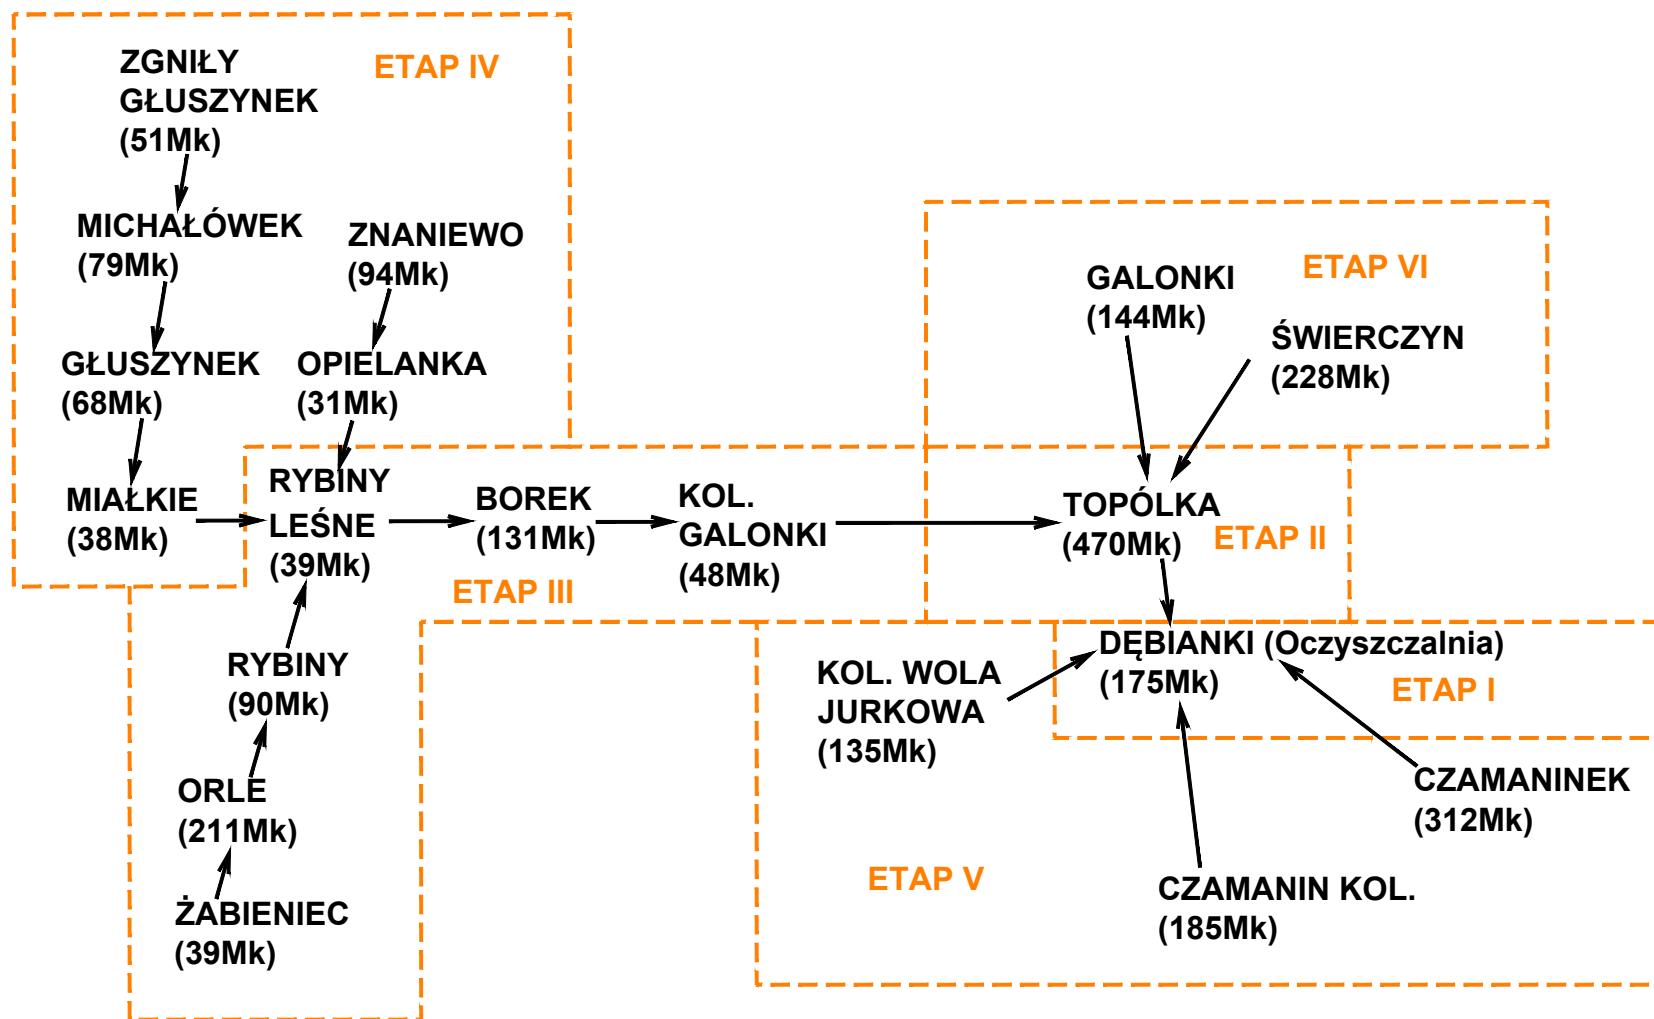 ZGNIŁY
GŁUSZYNEK
(51Mk)
ETAP IV
MICHAŁÓWEK
(79Mk)
ZNANIEWO
(94Mk)
GŁUSZYNEK
(68Mk)
OPIELANKA
(31Mk)
MIAŁKIE
(38Mk)
RYBINY
LEŚNE
(39Mk)
BOREK
(131Mk)
KOL.
GALONKI
(48Mk)
ETAP III
RYBINY
(90Mk)
ORLE
(211Mk)
ŻABIENIEC
(39Mk)
GALONKI
(144Mk)
ETAP VI
ŚWIERCZYN
(228Mk)
TOPÓLKA
(470Mk)
ETAP II
DĘBIANKI (Oczyszczalnia)
(175Mk)
ETAP I
KOL. WOLA
JURKOWA
(135Mk)
CZAMANINEK
(312Mk)
ETAP V
CZAMANIN KOL.
(185Mk)